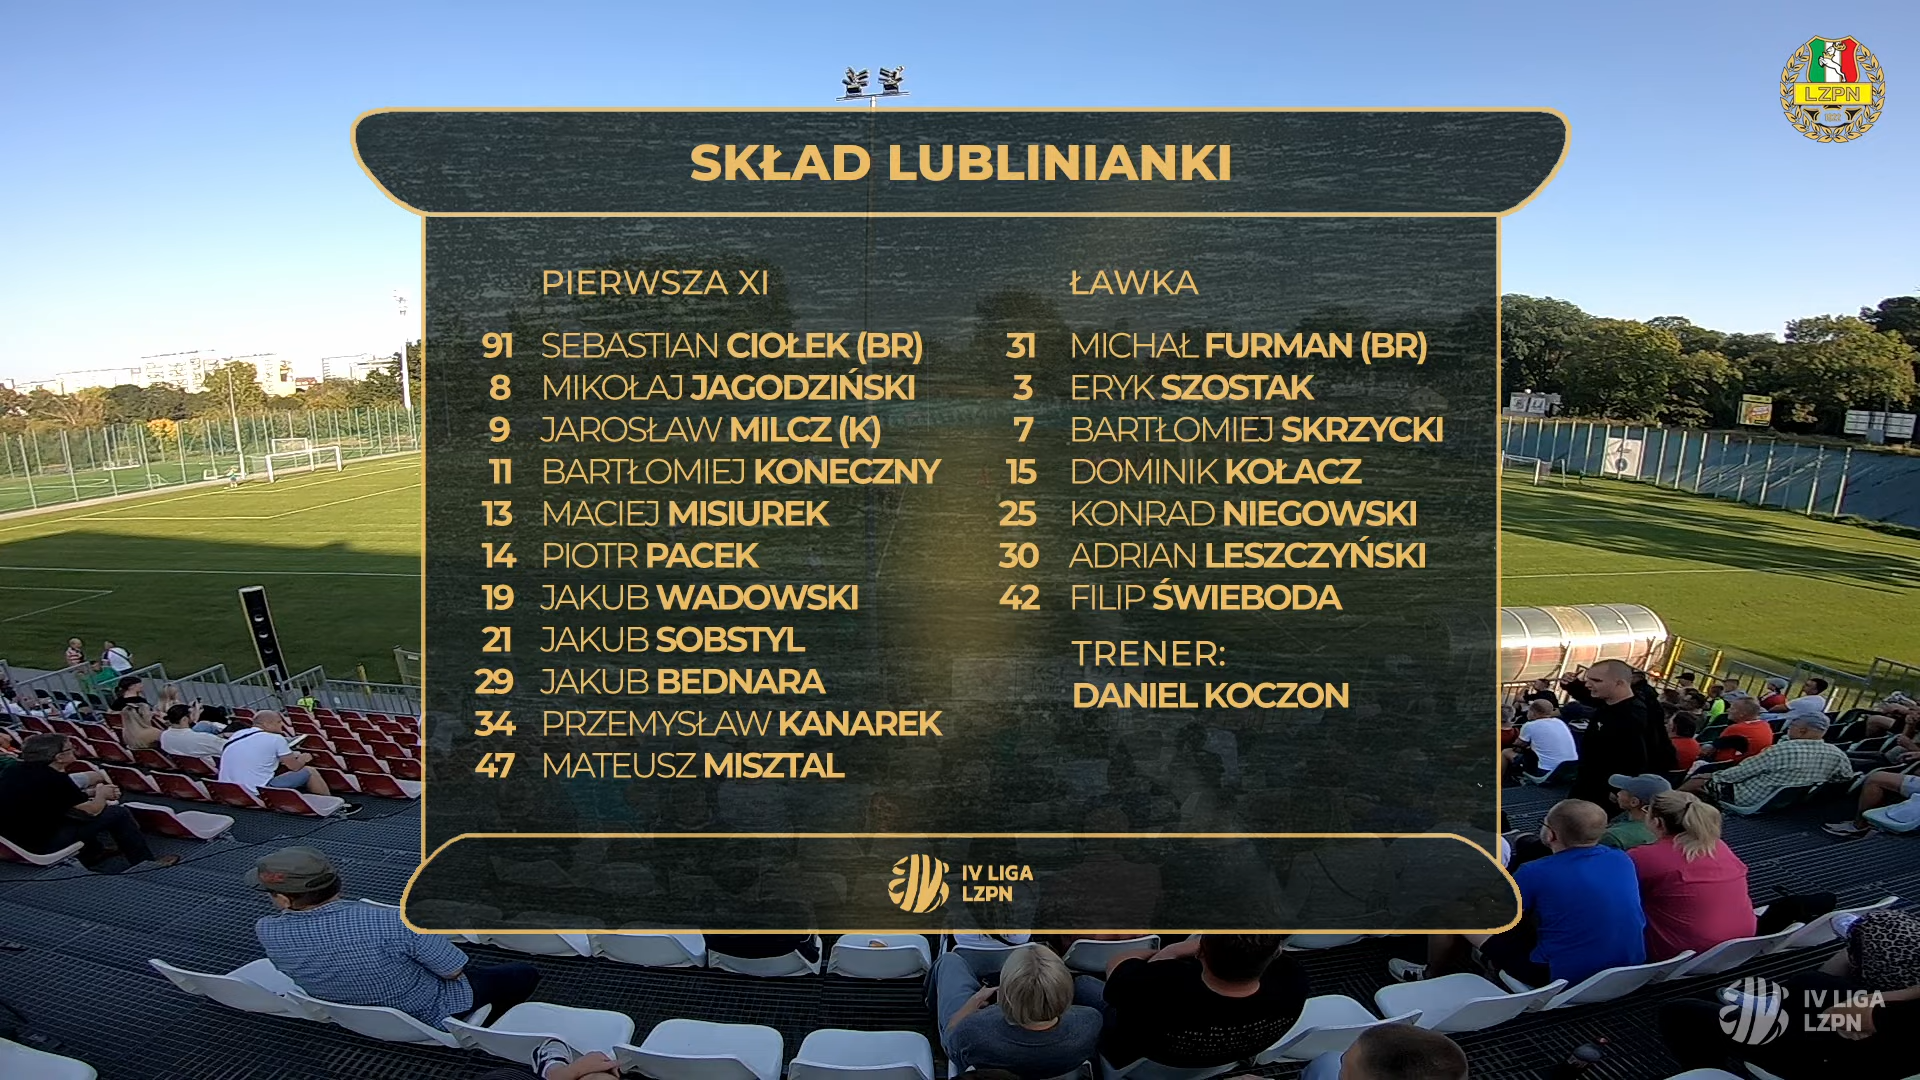 LZPN
SKŁAD LUBLINIANKI
PIERWSZA XI
91 SEBASTIAN CIOŁEK (BR)
8 MIKOŁAJ JAGODZIŃSKI
9 JAROSŁAW MILCZ (K)
11 BARTŁOMIEJ KONECZNY
13 MACIEJ MISIUREK
14 PIOTR PACEK
19 JAKUB WADOWSKI
21 JAKUB SOBSTYL
29 JAKUB BEDNARA
34 PRZEMYSŁAW KANAREK
47 MATEUSZ MISZTAL
ŁAWKA
31 MICHAŁ FURMAN (BR)
3 ERYK SZOSTAK
7 BARTŁOMIEJ SKRZYCKI
15 DOMINIK KOŁACZ
25 KONRAD NIEGOWSKI
30 ADRIAN LESZCZYŃSKI
42 FILIP ŚWIEBODA
TRENER:
DANIEL KOCZON
IV LIGA
LZPN
IV LIGA
LZPN